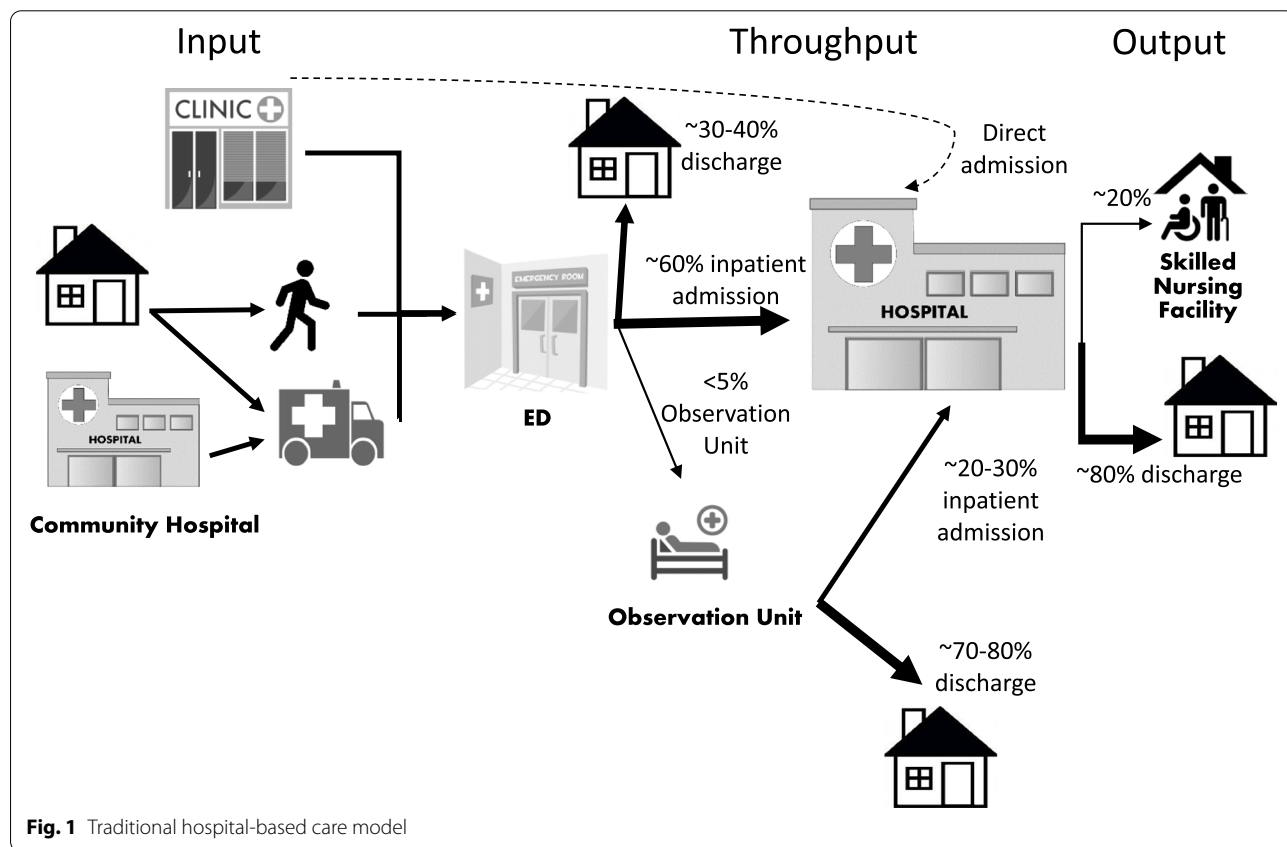 Input
Throughput
Output
CLINIC
~30-40%
discharge
Direct
admission
~20%
Skilled
Nursing
Facility
EMERGENCY ROOM
~60% inpatient
admission
HOSPITAL
ED
<5%
Observation
Unit
HOSPITAL
Community Hospital
~80% discharge
~20-30%
inpatient
admission
Observation Unit
~70-80%
discharge
Fig. 1 Traditional hospital-based care model